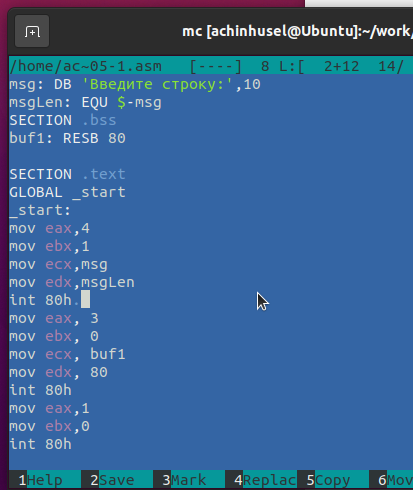 mc [achinhusel@Ubuntu]:~/work/
/home/ac~05-1.asm [----] 8 L:[ 2+12 14/
msg: DB 'Введите строку:',10
msgLen: EQU $-msg
SECTION .bss
buf1: RESB 80
SECTION .text
GLOBAL _start
_start:
mov eax,4
mov ebx,1
mov ecx,msg
mov edx,msgLen
int 80h.
mov eax, 3
mov ebx, 0
mov ecx, buf1
mov edx, 80
int 80h
mov eax,1
mov ebx,0
int 80h
1Help 2Save 3Mark 4Replac 5Copy 6Mov